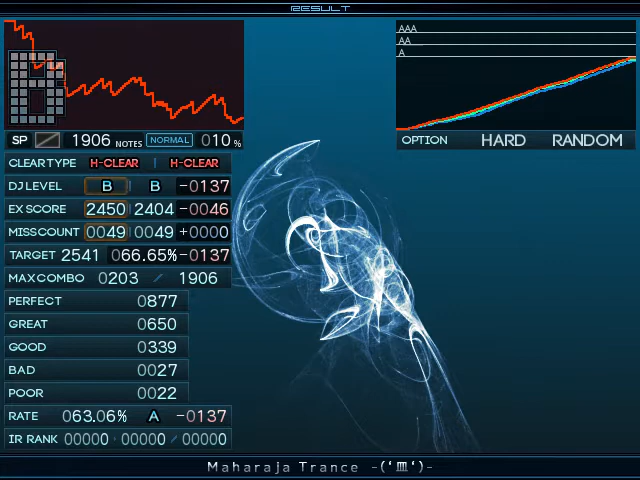 RESULT
AAA
AA
A
SP 1906 NOTES NORMAL 010 %
OPTION HARD RANDOM
CLEAR TYPE H-CLEAR H-CLEAR
DJ LEVEL B B -0137
EX SCORE 2450 2404 -0046
MISSCOUNT 0049 0049 +0000
TARGET 2541 066.65% -0137
MAXCOMBO 0203 / 1906
PERFECT 0877
GREAT 0650
GOOD 0339
BAD 0027
POOR 0022
RATE 063.06% A -0137
IR RANK 00000 · 00000 / 00000
Maharaja Trance -(‘皿‘)-